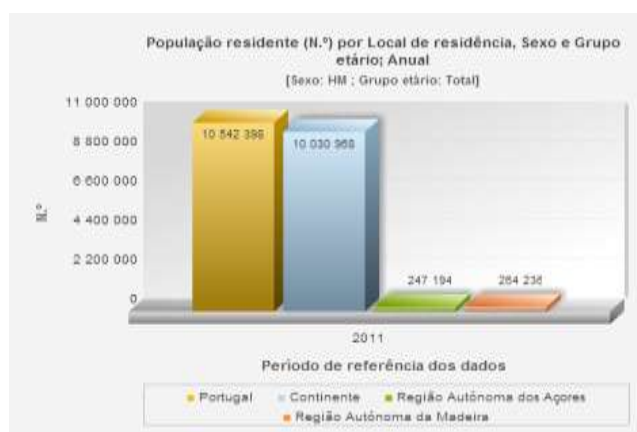 População residente (N.º) por Local de residência, Sexo e Grupo
etário; Anual
[Sexo: HM ; Grupo etário: Total]
11 000 000
8 800 000
6 600 000
4 400 000
2 200 000
0
N.º
10 542 398
10 030 968
247 194
264 236
2011
Período de referência dos dados
Portugal
Continente
Região Autónoma dos Açores
Região Autónoma da Madeira